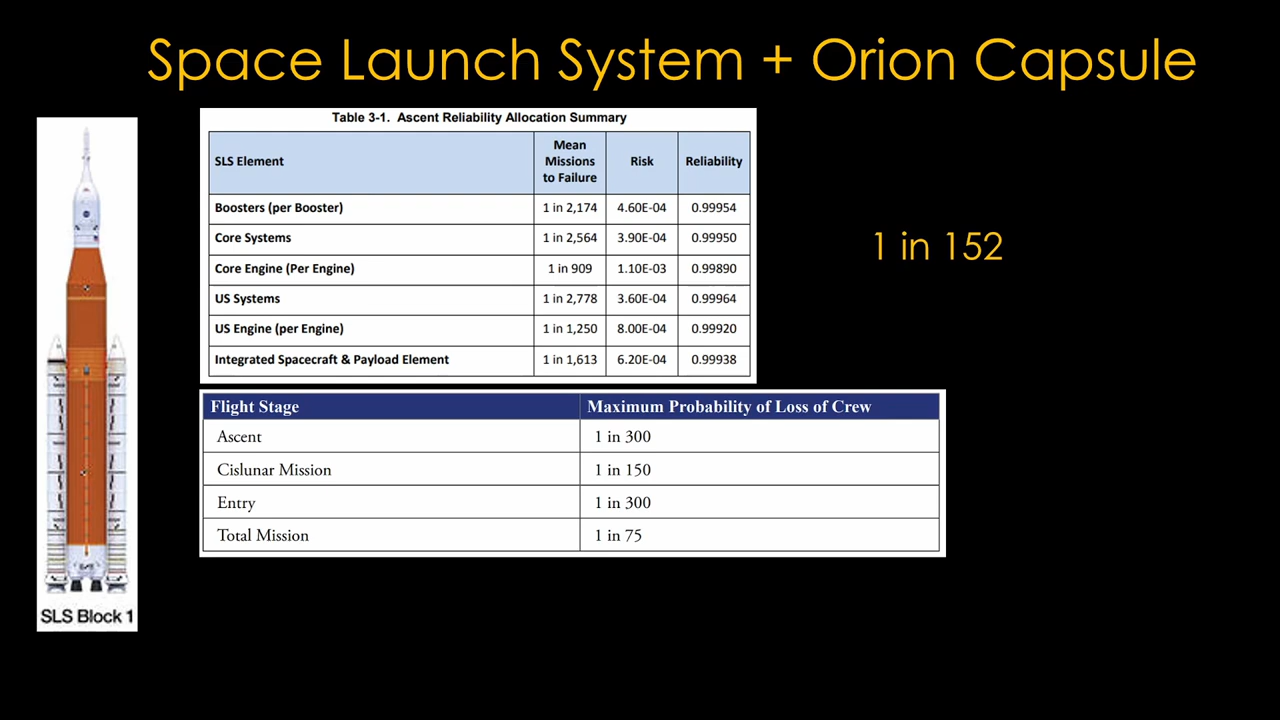 Space Launch System + Orion Capsule
Table 3-1. Ascent Reliability Allocation Summary
SLS Element Mean Missions to Failure Risk Reliability
Boosters (per Booster) 1 in 2,174 4.60E-04 0.99954
Core Systems 1 in 2,564 3.90E-04 0.99950
Core Engine (Per Engine) 1 in 909 1.10E-03 0.99890
US Systems 1 in 2,778 3.60E-04 0.99964
US Engine (per Engine) 1 in 1,250 8.00E-04 0.99920
Integrated Spacecraft & Payload Element 1 in 1,613 6.20E-04 0.99938
1 in 152
Flight Stage Maximum Probability of Loss of Crew
Ascent 1 in 300
Cislunar Mission 1 in 150
Entry 1 in 300
Total Mission 1 in 75
SLS Block 1